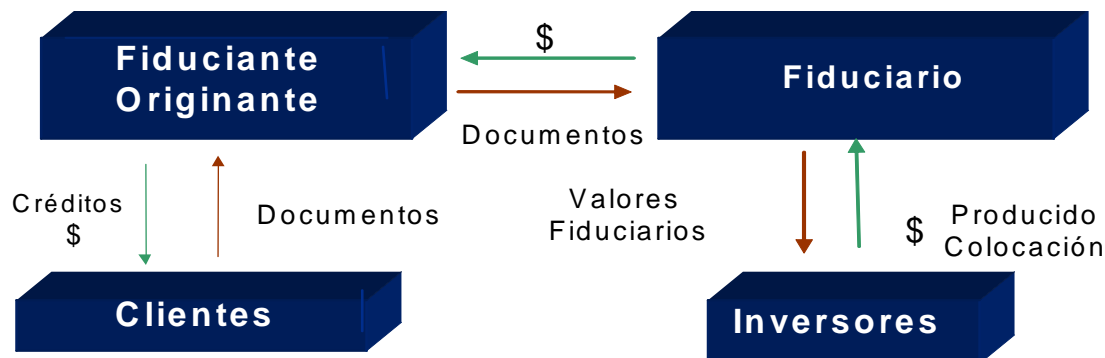 $
Fiduciante
Originante
Fiduciario
Documentos
Créditos
$
Documentos
Valores
Fiduciarios
$
Producido
Colocación
Clientes
Inversores